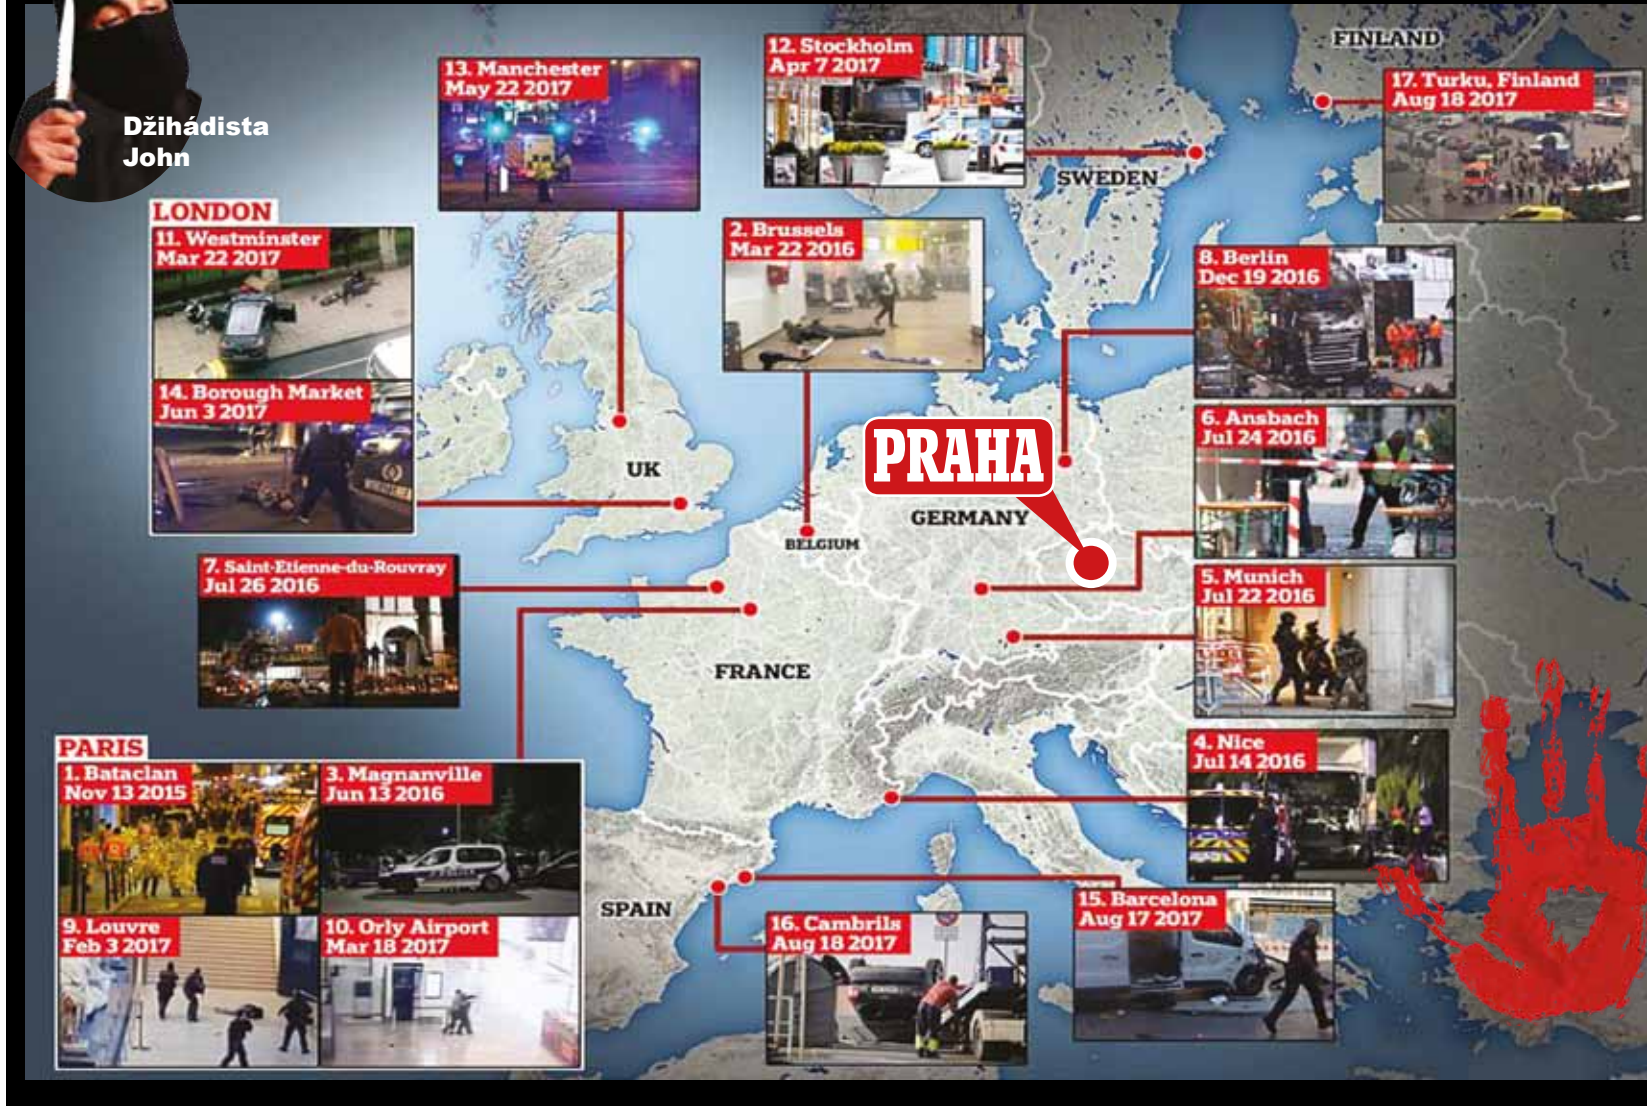 Džihádista
John
13. Manchester
May 22 2017
12. Stockholm
Apr 7 2017
FINLAND
17. Turku, Finland
Aug 18 2017
SWEDEN
LONDON
11. Westminster
Mar 22 2017
14. Borough Market
Jun 3 2017
2. Brussels
Mar 22 2016
8. Berlin
Dec 19 2016
6. Ansbach
Jul 24 2016
PRAHA
UK
GERMANY
BELGIUM
7. Saint-Etienne-du-Rouvray
Jul 26 2016
5. Munich
Jul 22 2016
FRANCE
4. Nice
Jul 14 2016
PARIS
1. Bataclan
Nov 13 2015
3. Magnanville
Jun 13 2016
9. Louvre
Feb 3 2017
10. Orly Airport
Mar 18 2017
SPAIN
16. Cambrils
Aug 18 2017
15. Barcelona
Aug 17 2017